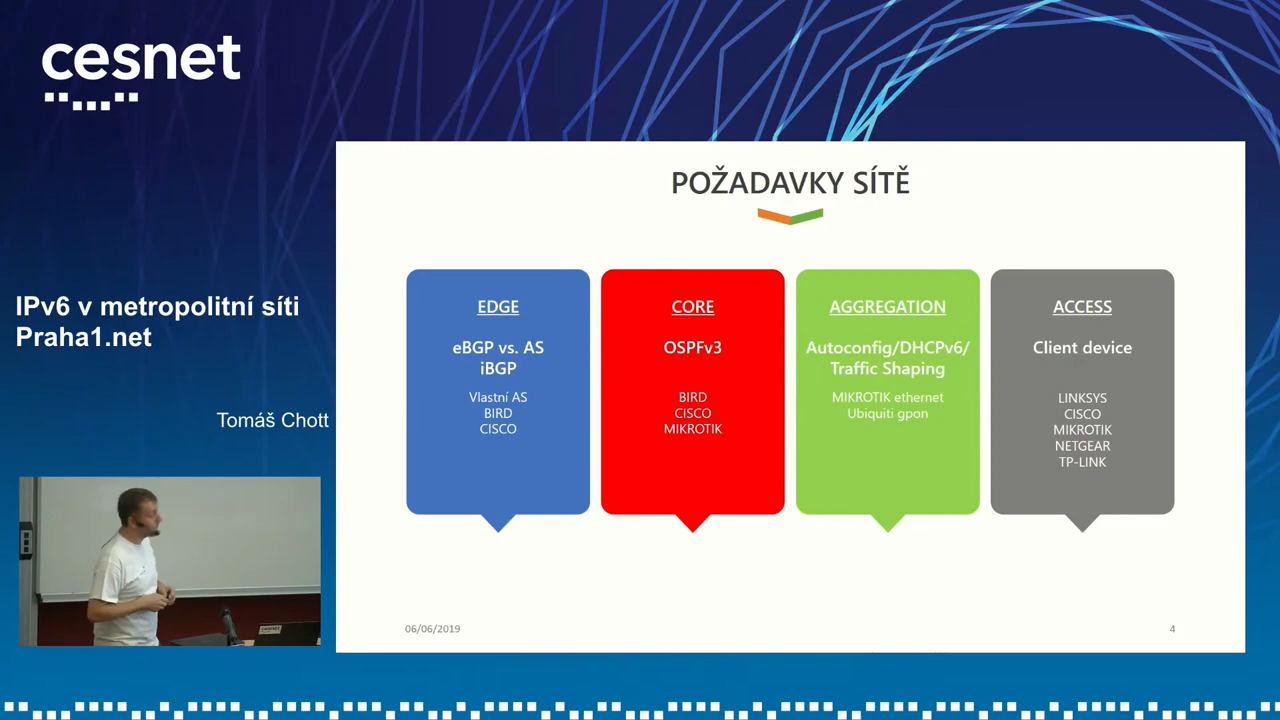 cesnet
IPv6 v metropolitní síti
Praha1.net
Tomáš Chott
POŽADAVKY SÍTĚ
EDGE
eBGP vs. AS
iBGP
Vlastní AS
BIRD
CISCO
CORE
OSPFv3
BIRD
CISCO
MIKROTIK
AGGREGATION
Autoconfig/DHCPv6/
Traffic Shaping
MIKROTIK ethernet
Ubiquiti gpon
ACCESS
Client device
LINKSYS
CISCO
MIKROTIK
NETGEAR
TP-LINK
06/06/2019
4
cesnet